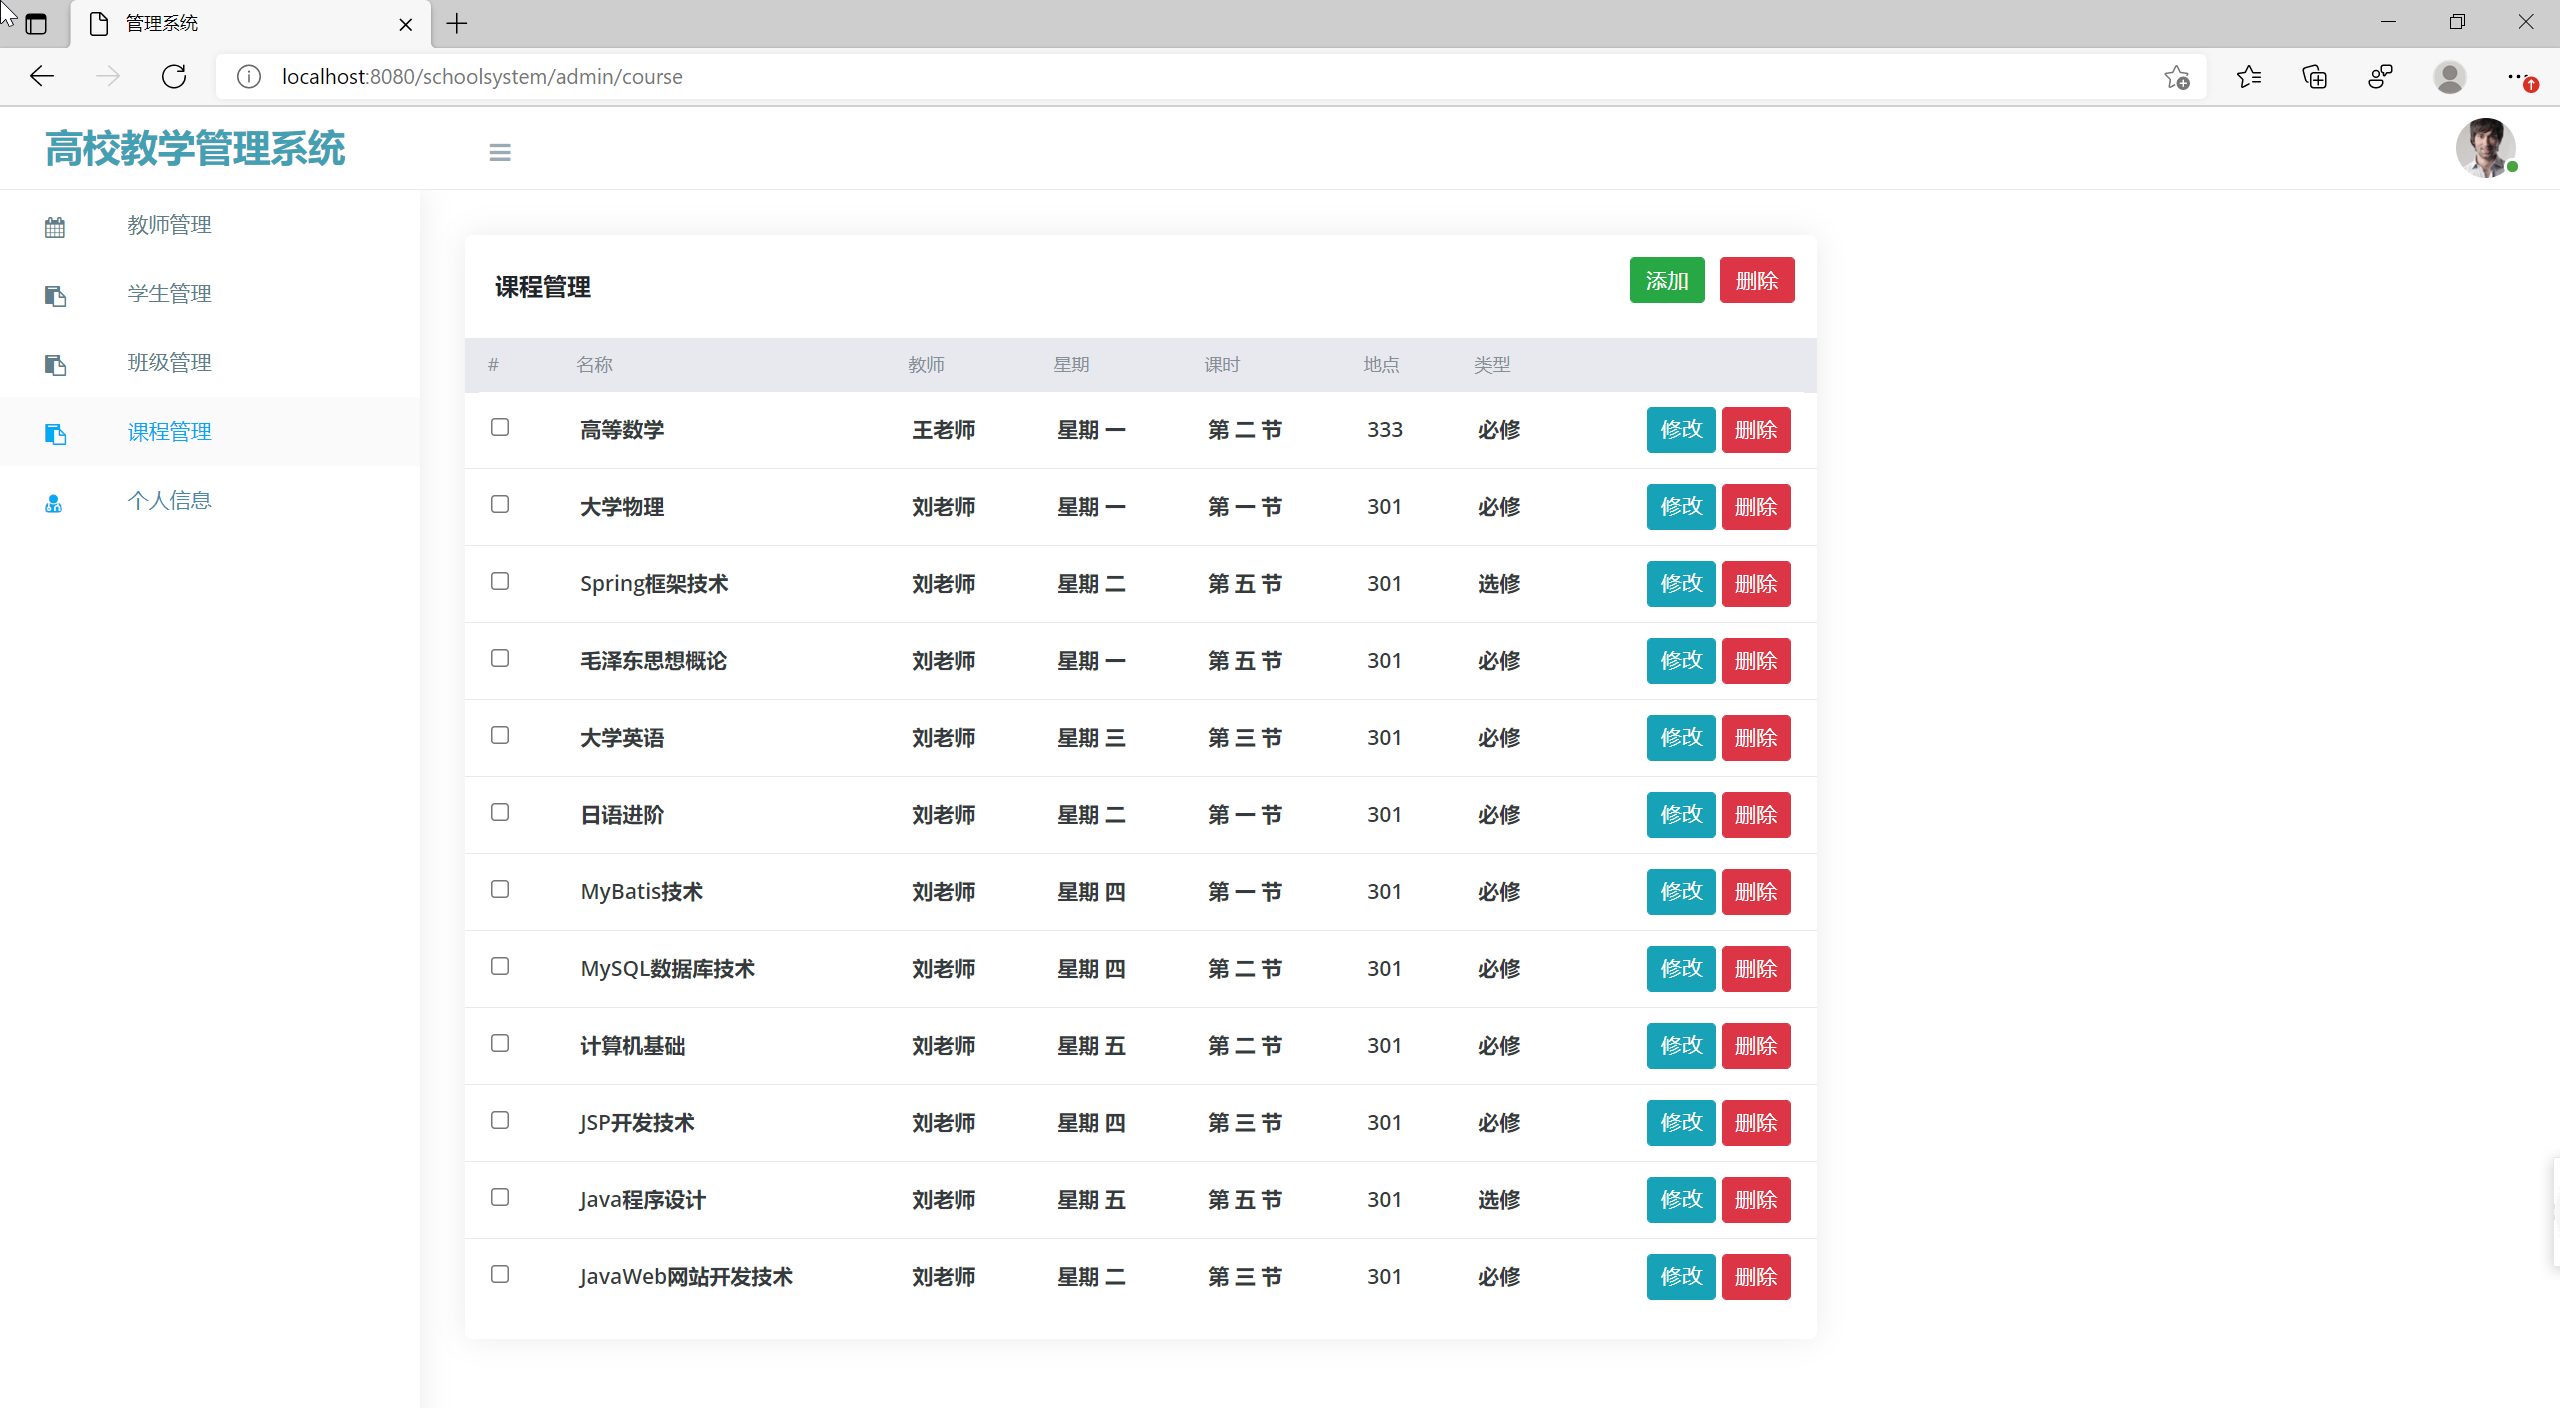 管理系统
localhost:8080/schoolsystem/admin/course
高校教学管理系统
教师管理
学生管理
班级管理
课程管理
个人信息
课程管理 添加 删除
# 名称 教师 星期 课时 地点 类型
高等数学 王老师 星期 一 第 二 节 333 必修 修改 删除
大学物理 刘老师 星期 一 第 一 节 301 必修 修改 删除
Spring框架技术 刘老师 星期 二 第 五 节 301 选修 修改 删除
毛泽东思想概论 刘老师 星期 一 第 五 节 301 必修 修改 删除
大学英语 刘老师 星期 三 第 三 节 301 必修 修改 删除
日语进阶 刘老师 星期 二 第 一 节 301 必修 修改 删除
MyBatis技术 刘老师 星期 四 第 一 节 301 必修 修改 删除
MySQL数据库技术 刘老师 星期 四 第 二 节 301 必修 修改 删除
计算机基础 刘老师 星期 五 第 二 节 301 必修 修改 删除
JSP开发技术 刘老师 星期 四 第 三 节 301 必修 修改 删除
Java程序设计 刘老师 星期 五 第 五 节 301 选修 修改 删除
JavaWeb网站开发技术 刘老师 星期 二 第 三 节 301 必修 修改 删除